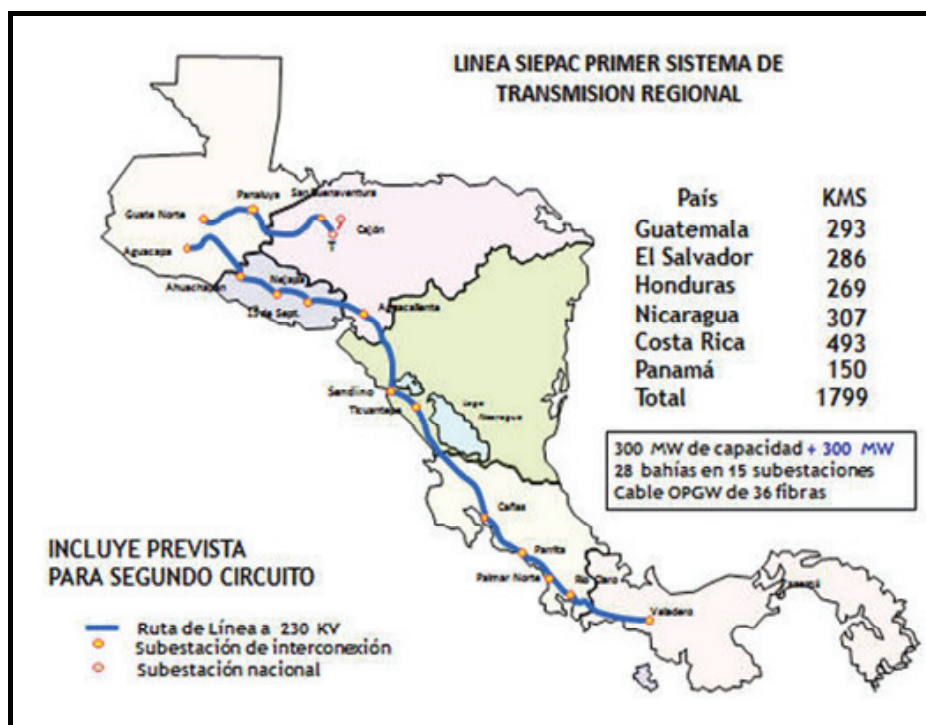 LINEA SIEPAC PRIMER SISTEMA DE
TRANSMISION REGIONAL
País KMS
Guatemala 293
El Salvador 286
Honduras 269
Nicaragua 307
Costa Rica 493
Panamá 150
Total 1799
300 MW de capacidad + 300 MW
28 bahías en 15 subestaciones
Cable OPGW de 36 fibras
Guate Norte
Panaluya
San Buenaventura
Cajón
T
Aguacapa
Ahuachapán
Nejapa
15 de Sept.
Aguacaliente
Sandino
Ticuantepe
Lago
Nicaragua
Cañas
Parrita
Palmar Norte
Rio Claro
Veladero
Panamá
INCLUYE PREVISTA
PARA SEGUNDO CIRCUITO
Ruta de Línea a 230 KV
Subestación de interconexión
Subestación nacional